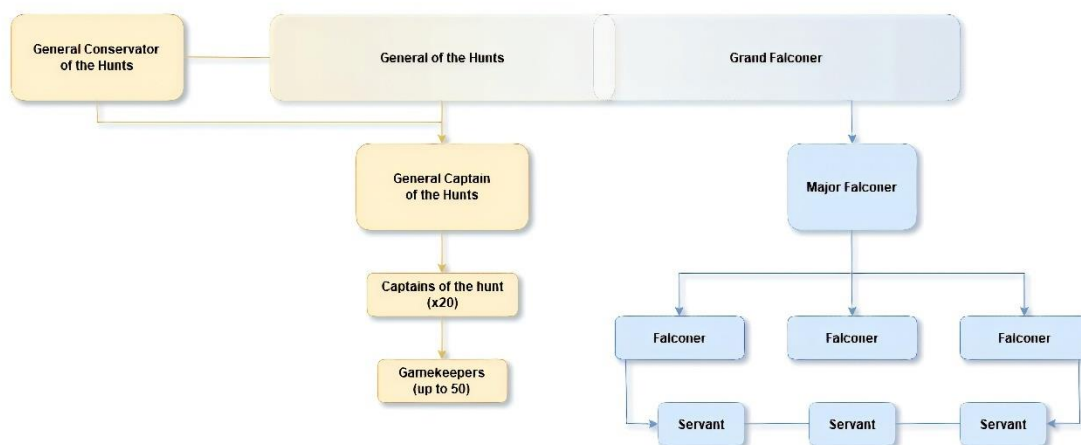 General Conservator
of the Hunts
General of the Hunts
Grand Falconer
General Captain
of the Hunts
Major Falconer
Captains of the hunt
(x20)
Falconer
Falconer
Falconer
Gamekeepers
(up to 50)
Servant
Servant
Servant